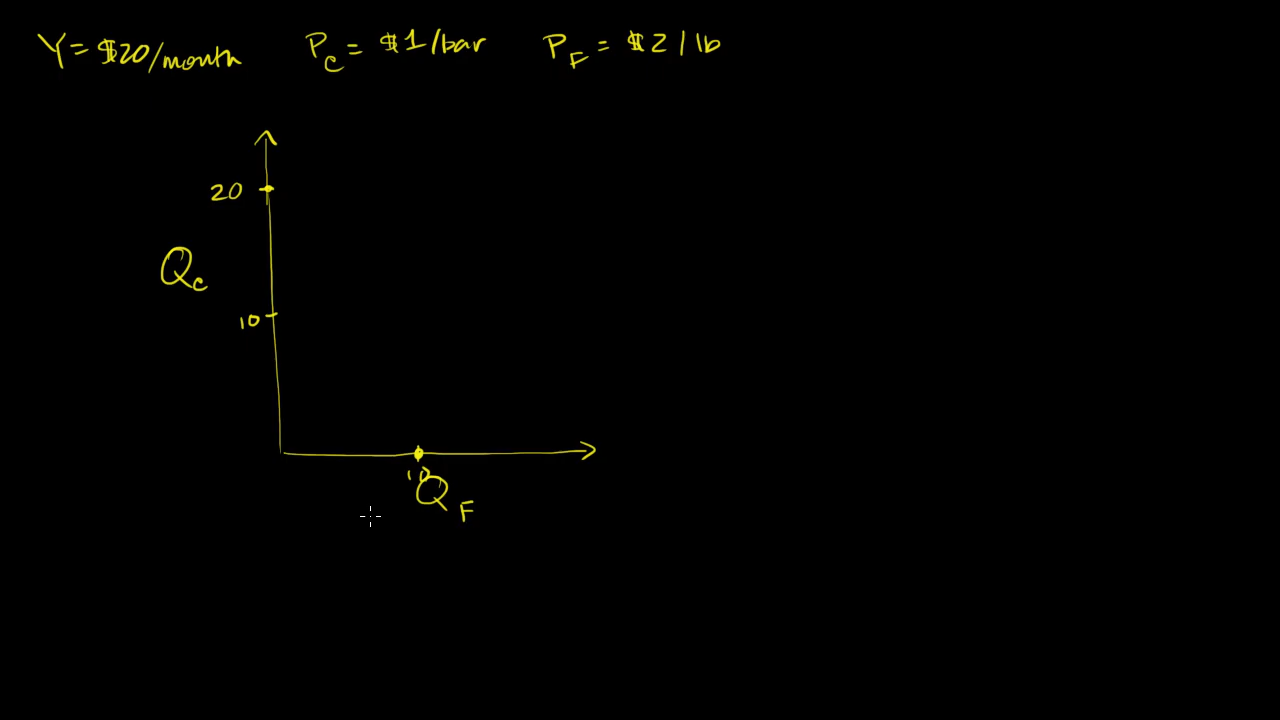 Y = $20/month P_C = $1/bar P_F = $2/lb
20
Q_C
10
10
Q_F